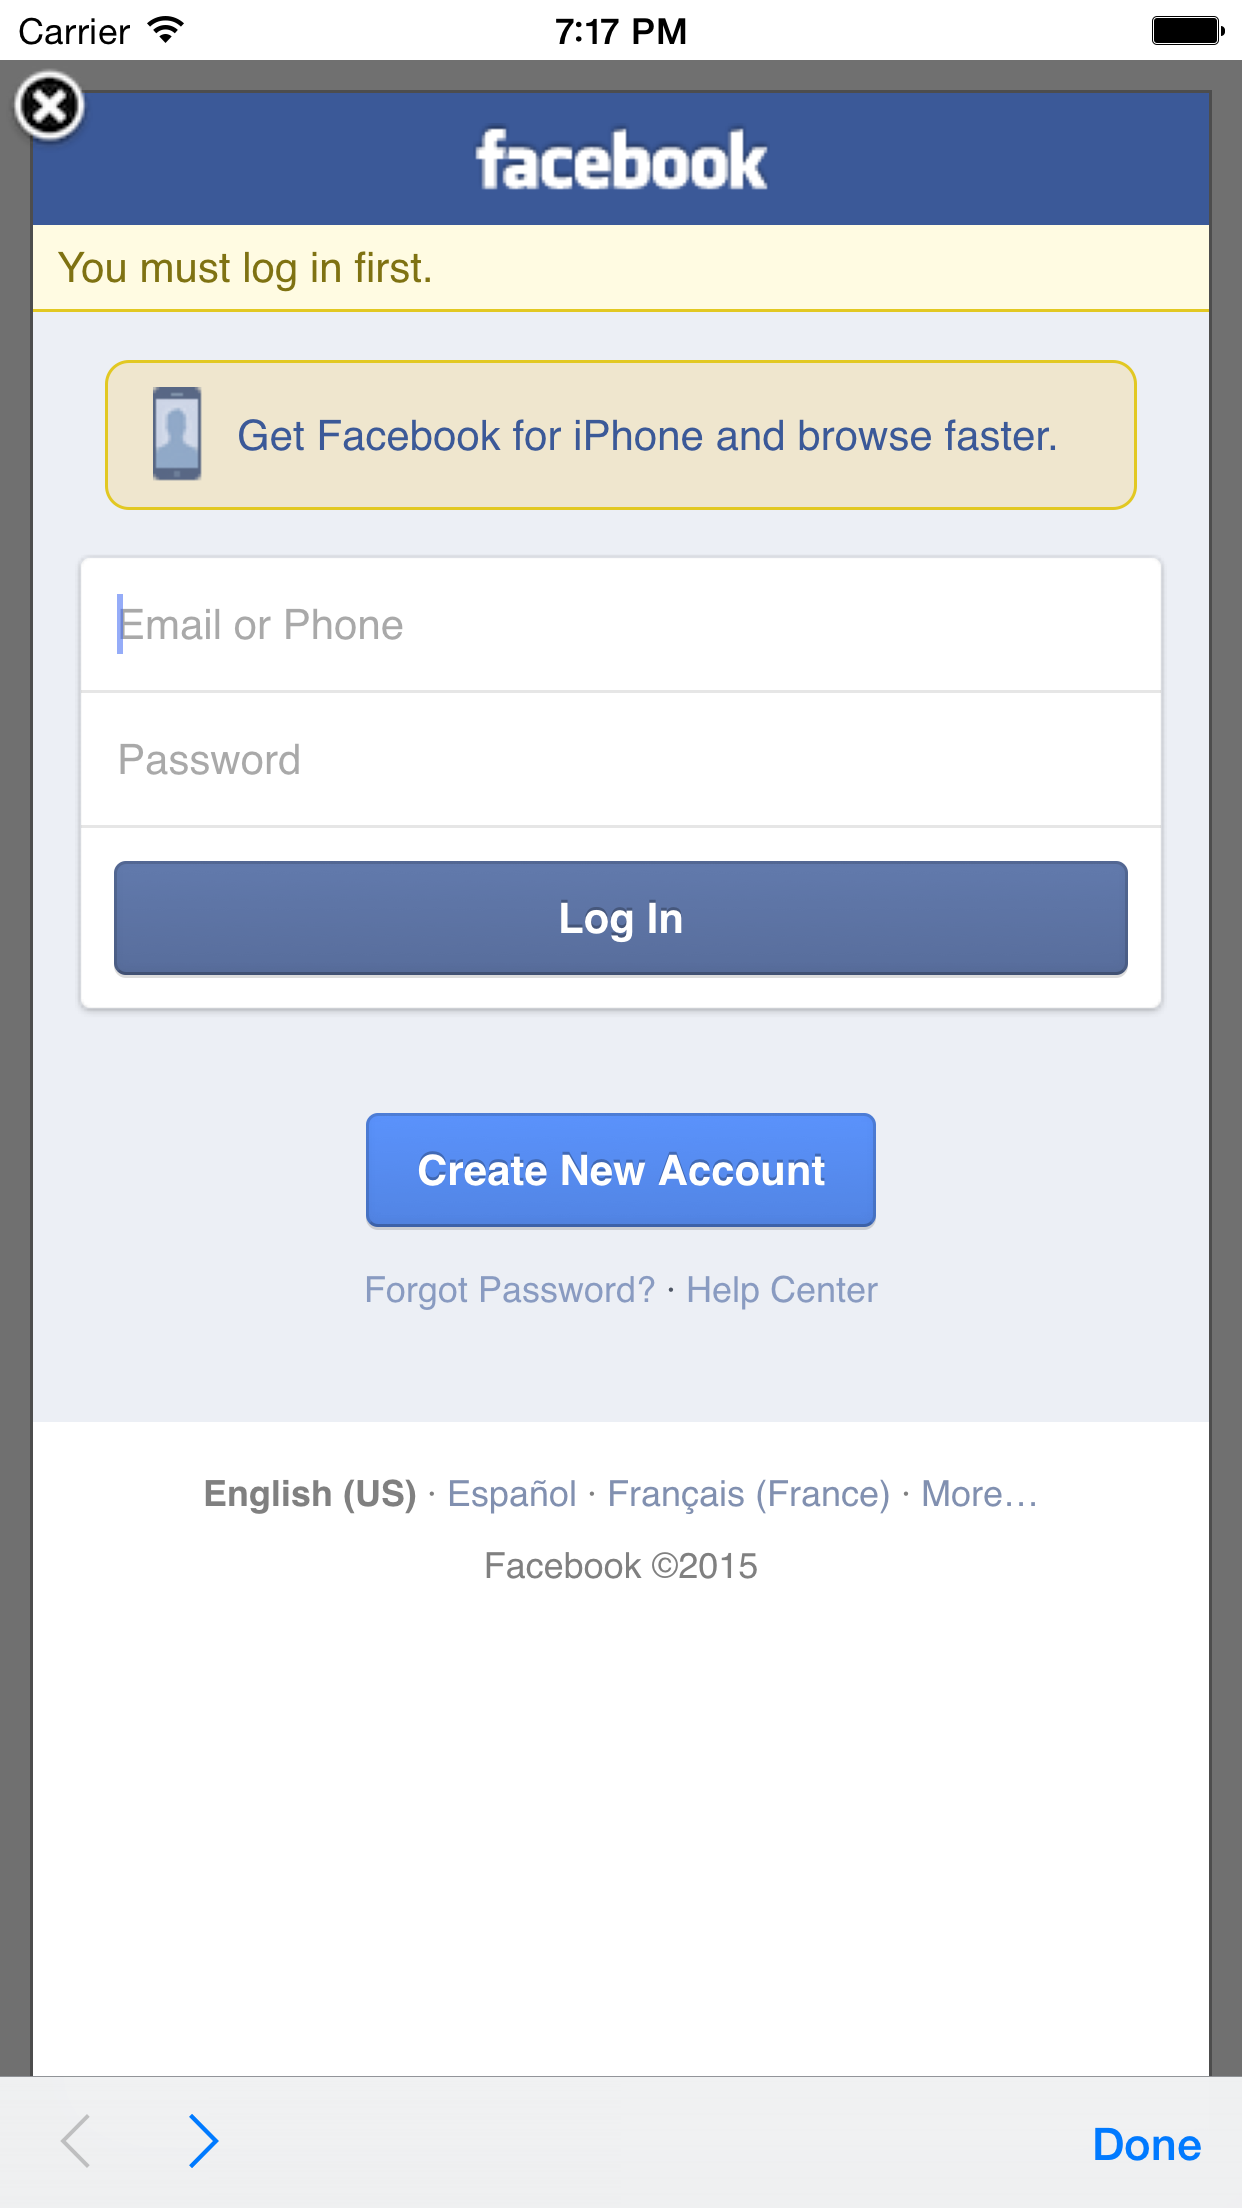 Carrier 7:17 PM
facebook
You must log in first.
Get Facebook for iPhone and browse faster.
Email or Phone
Password
Log In
Create New Account
Forgot Password? · Help Center
English (US) · Español · Français (France) · More…
Facebook ©2015
Done